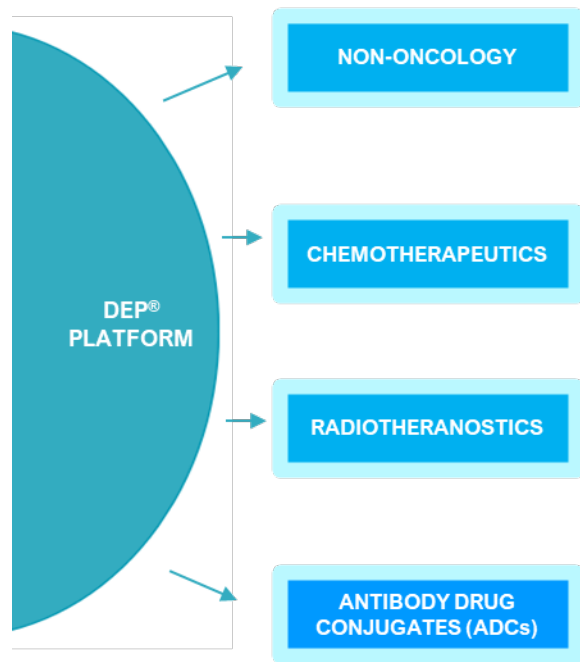 NON-ONCOLOGY
CHEMOTHERAPEUTICS
DEP®
PLATFORM
RADIOTHERANOSTICS
ANTIBODY DRUG
CONJUGATES (ADCs)